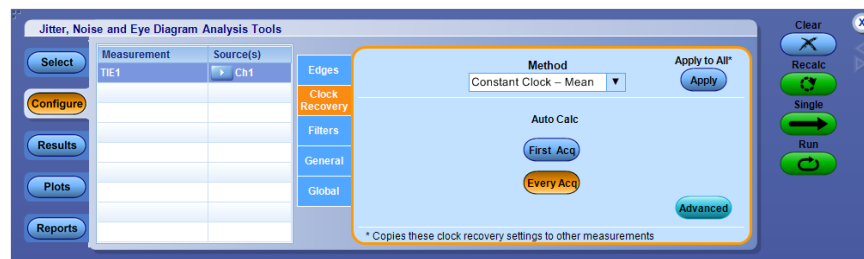 Jitter, Noise and Eye Diagram Analysis Tools
Clear
X
Select
Measurement Source(s)
TIE1 Ch1
Edges
Method
Apply to All*
Recalc
Constant Clock – Mean
Apply
Configure
Clock
Recovery
Single
Auto Calc
Filters
Results
First Acq
Run
General
Plots
Every Acq
Global
Advanced
Reports
* Copies these clock recovery settings to other measurements